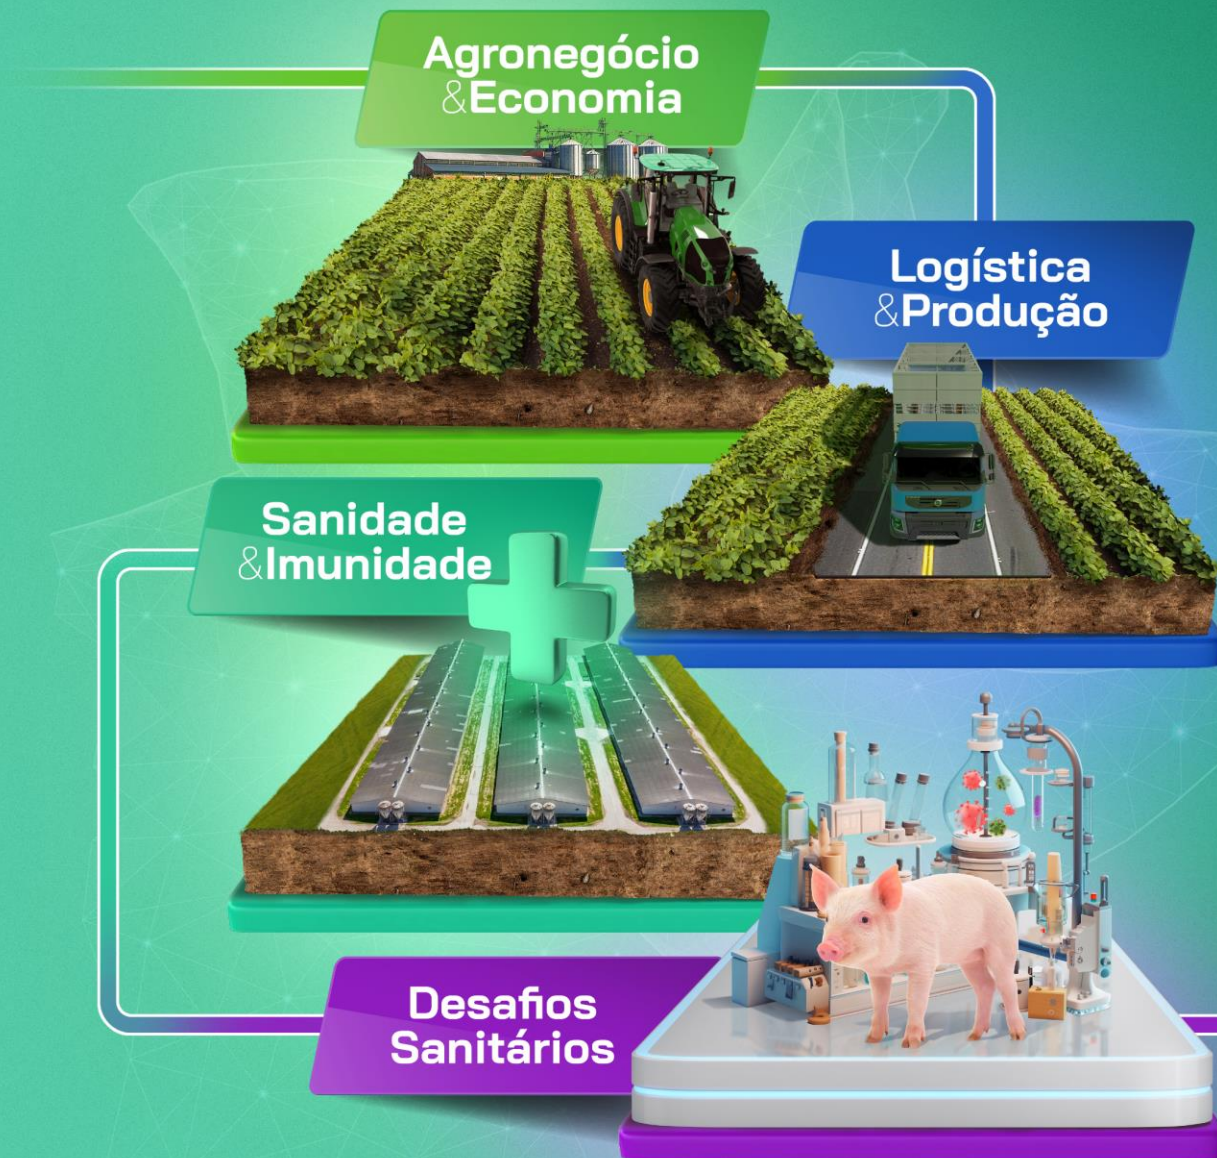 Agronegócio
&Economia
Logística
&Produção
Sanidade
&Imunidade
Desafios
Sanitários